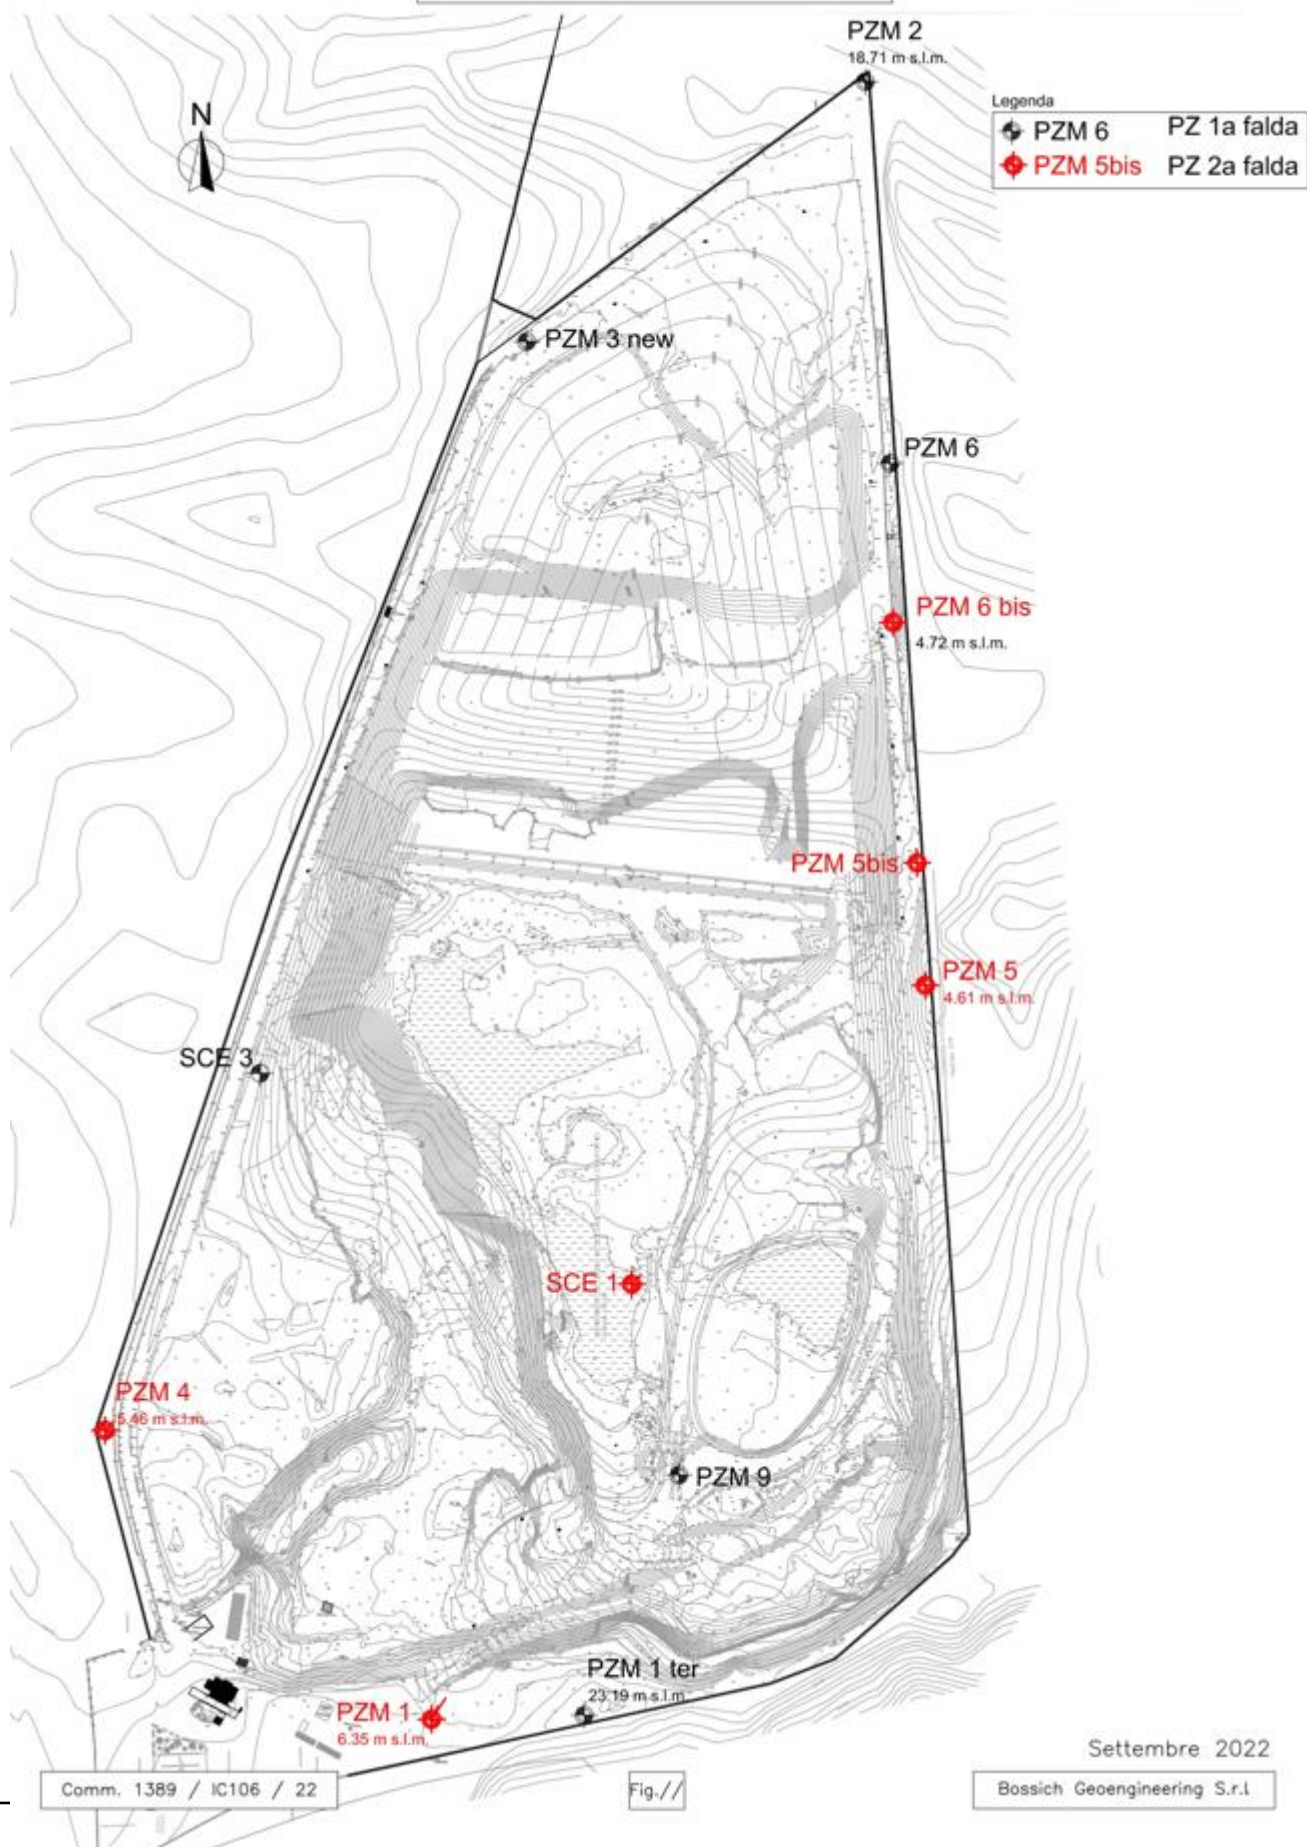 PZM 2
18.71 m s.l.m.
N
Legenda
PZM 6 PZ 1a falda
PZM 5bis PZ 2a falda
PZM 3 new
PZM 6
PZM 6 bis
4.72 m s.l.m.
PZM 5bis
PZM 5
4.61 m s.l.m.
SCE 3
SCE 1
PZM 4
5.46 m s.l.m.
PZM 9
PZM 1 ter
23.19 m s.l.m.
PZM 1
6.35 m s.l.m.
Settembre 2022
Comm. 1389 / IC106 / 22
Fig.//
Bossich Geoengineering S.r.l